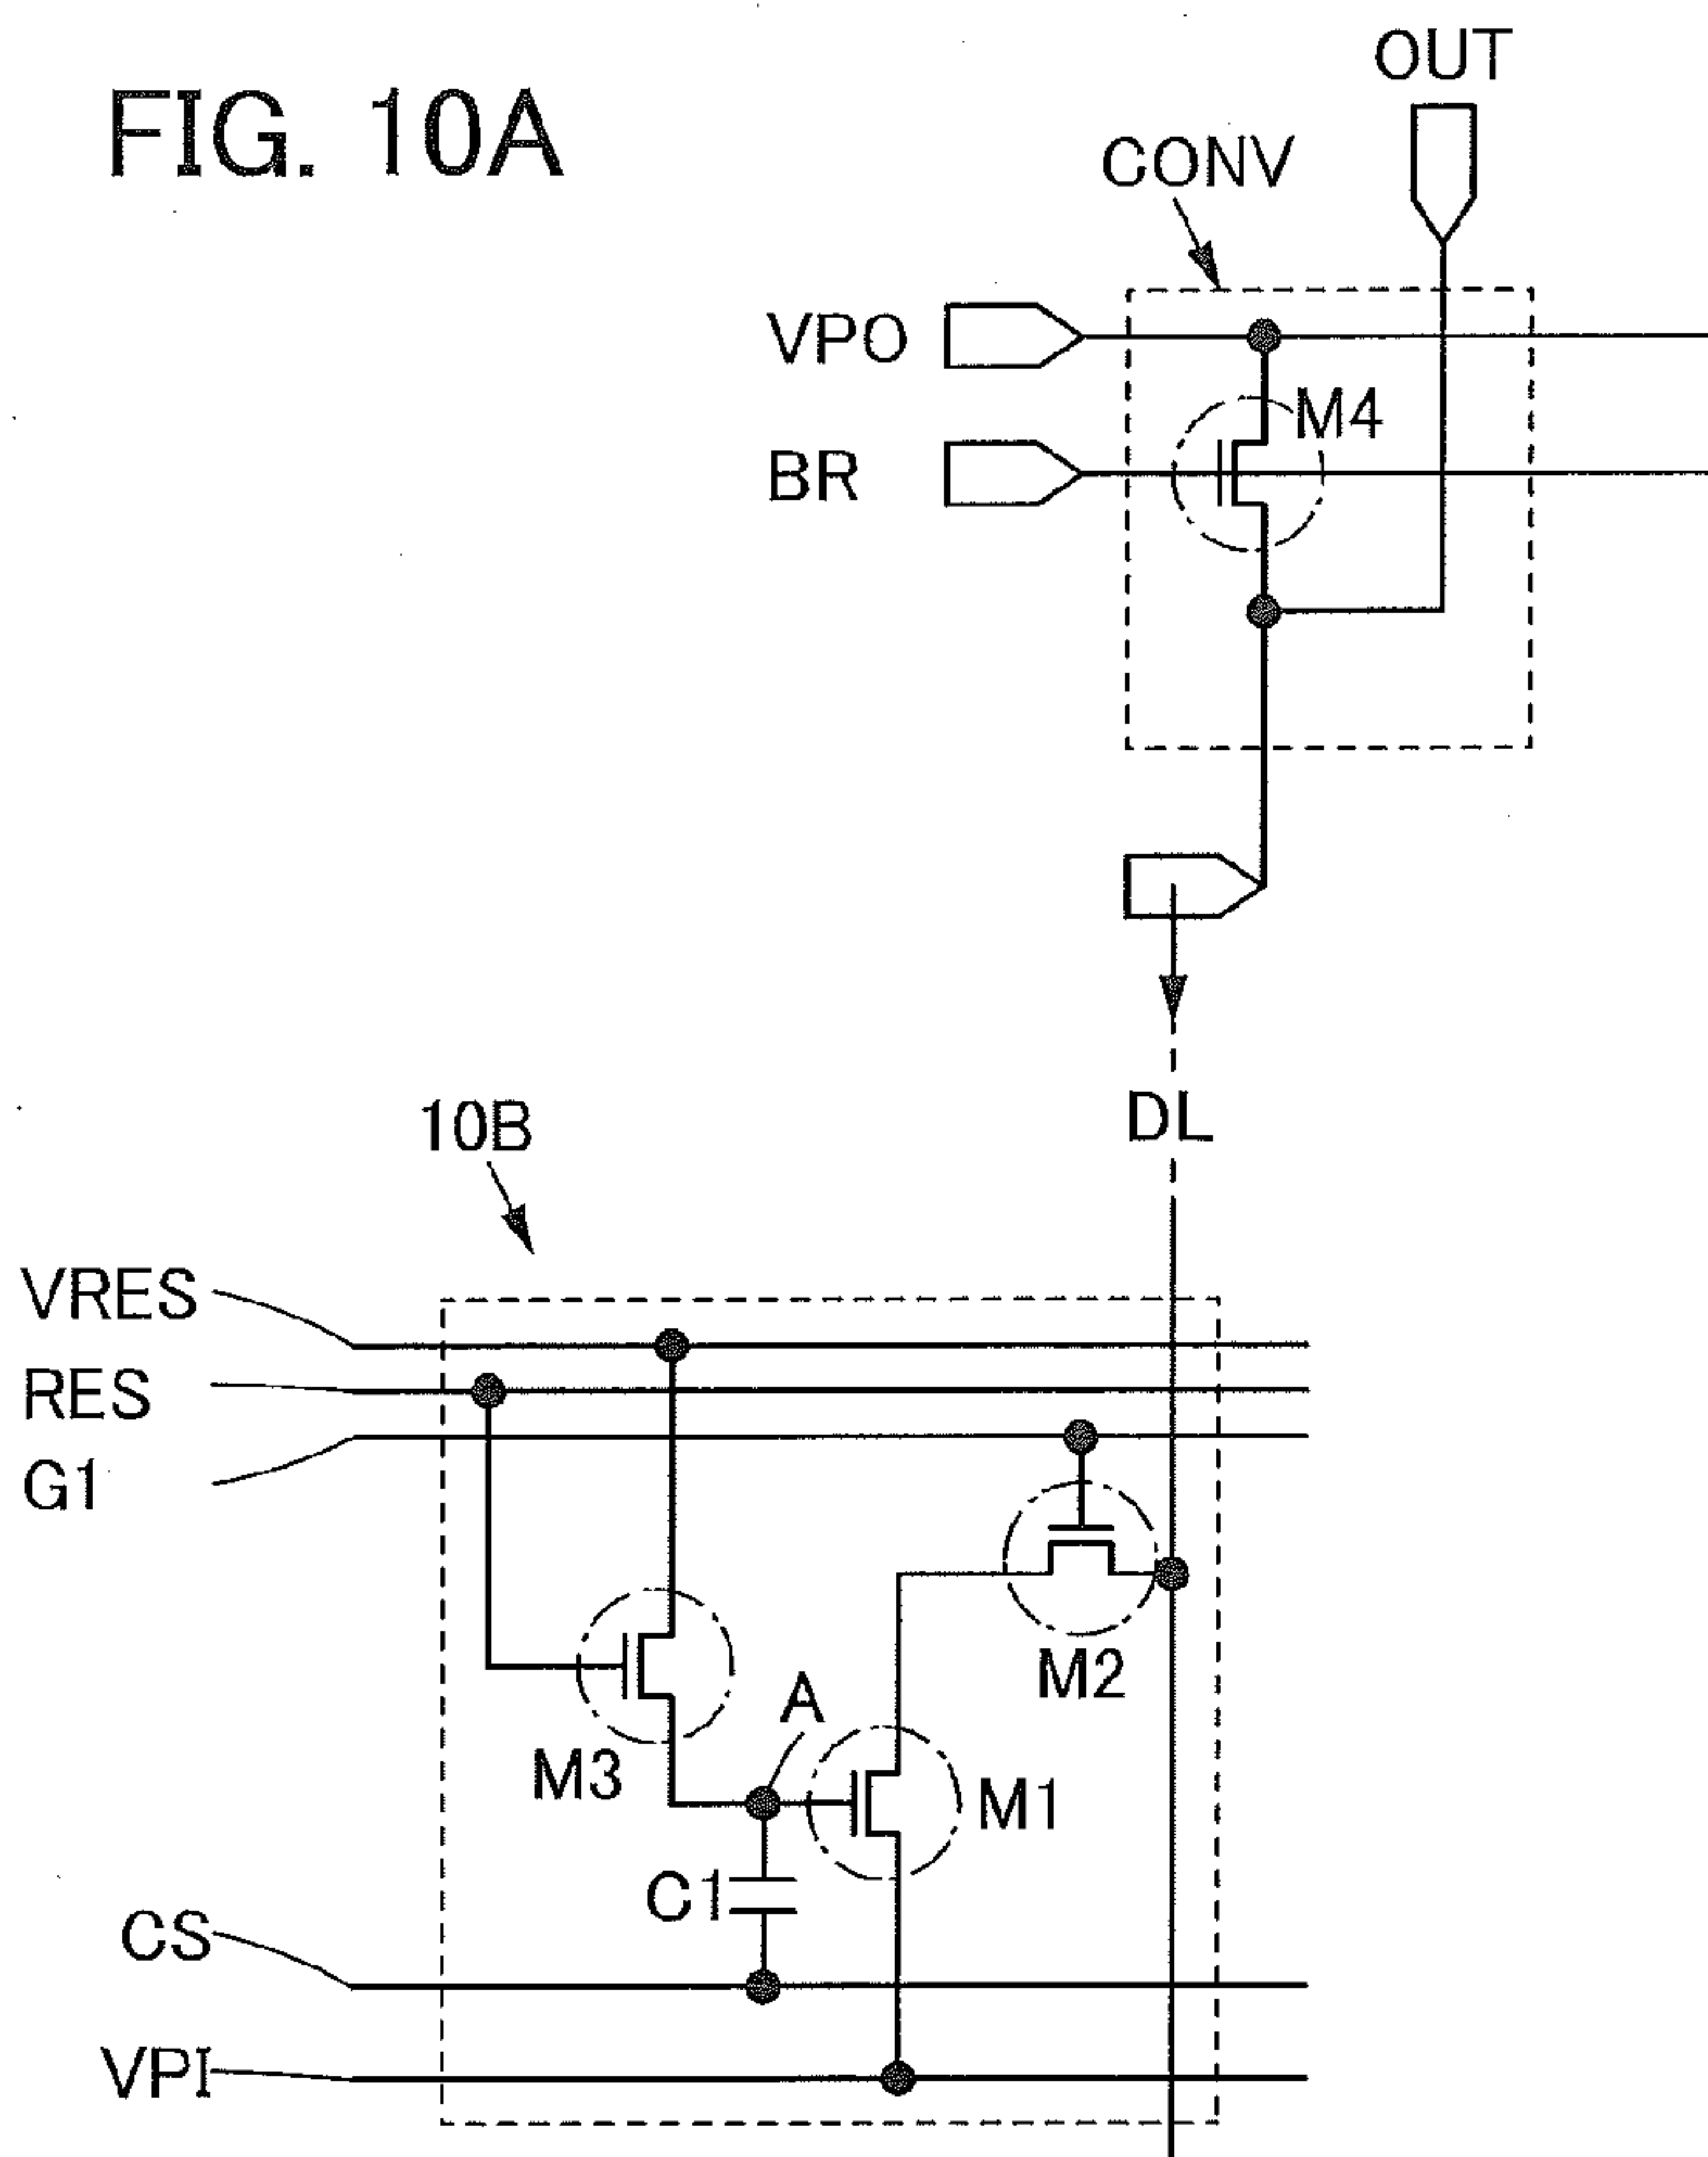 FIG. 10A
OUT
CONV
VPO
M4
BR
DL
10B
VRES
RES
G1
M2
A
M3
M1
C1
CS
VPI